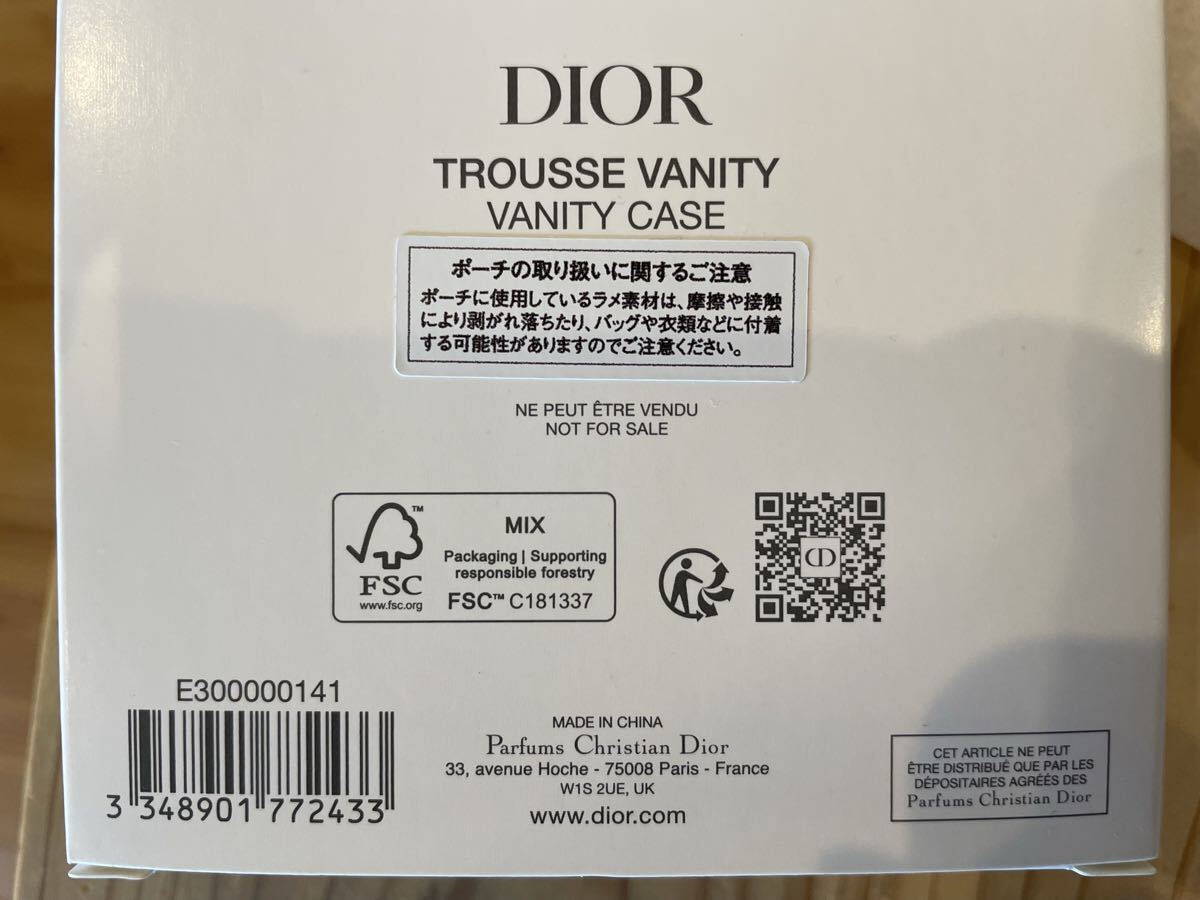 DIOR
TROUSSE VANITY
VANITY CASE
ポーチの取り扱いに関するご注意
ポーチに使用しているラメ素材は、摩擦や接触
により剥がれ落ちたり、バッグや衣類などに付着
する可能性がありますのでご注意ください。
NE PEUT ÊTRE VENDU
NOT FOR SALE
FSC™
www.fsc.org
MIX
Packaging | Supporting
responsible forestry
FSC™ C181337
CD
E300000141
3 348901 772433
MADE IN CHINA
Parfums Christian Dior
33, avenue Hoche - 75008 Paris - France
W1S 2UE, UK
www.dior.com
CET ARTICLE NE PEUT
ÊTRE DISTRIBUÉ QUE PAR LES
DÉPOSITAIRES AGRÉÉS DES
Parfums Christian Dior